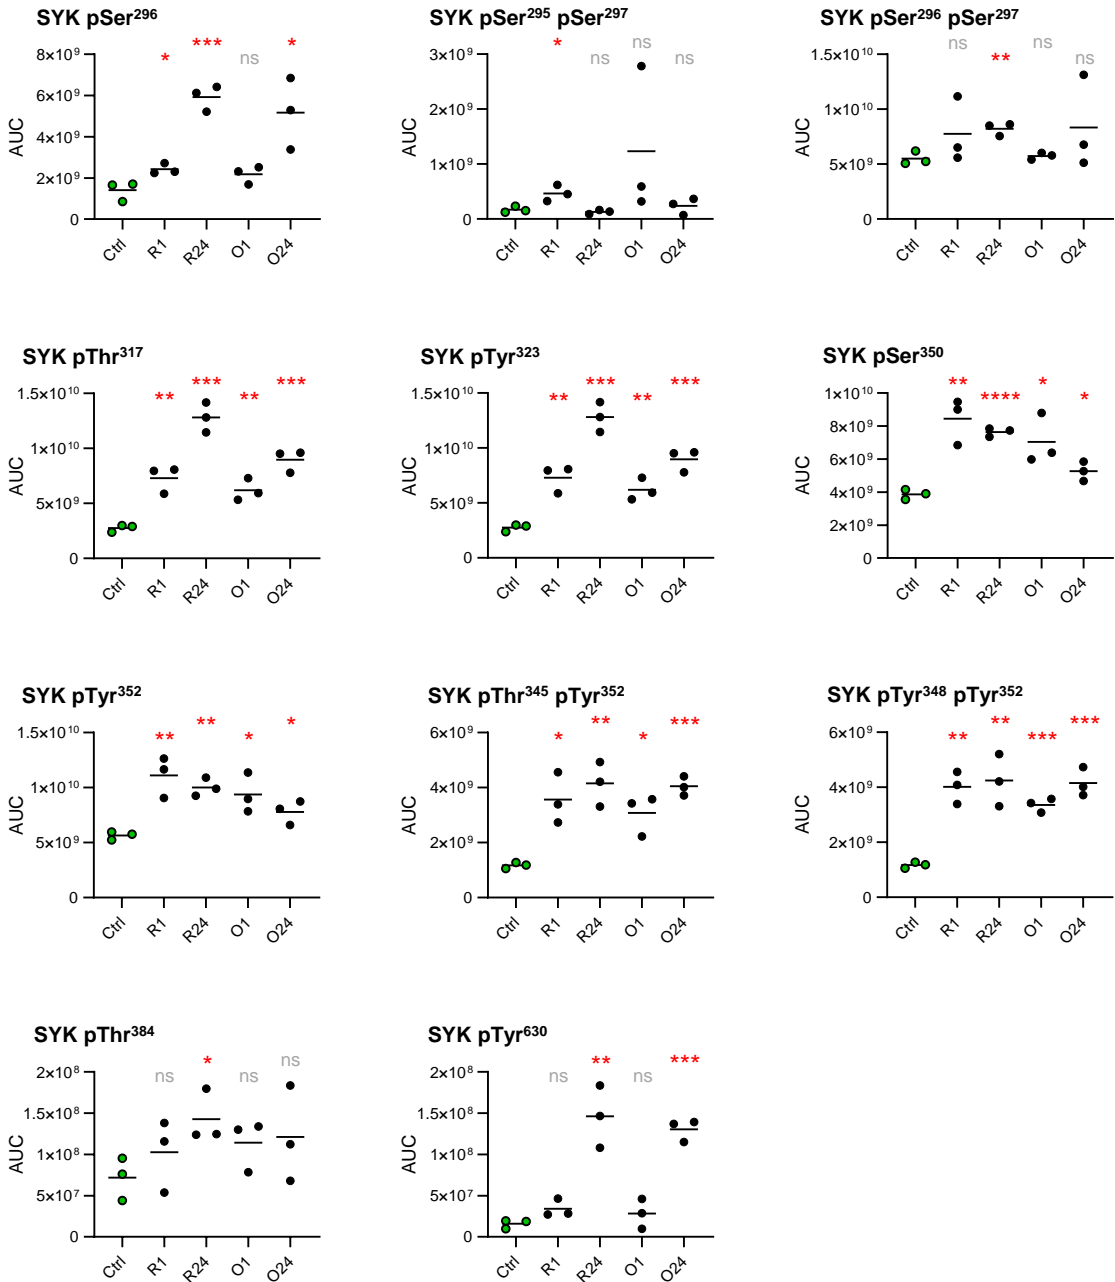 SYK pSer²⁹⁶
* *** ns *
8×10⁹
6×10⁹
4×10⁹
2×10⁹
0
AUC
Ctrl R1 R24 O1 O24
SYK pSer²⁹⁵ pSer²⁹⁷
* ns ns ns
3×10⁹
2×10⁹
1×10⁹
0
AUC
Ctrl R1 R24 O1 O24
SYK pSer²⁹⁶ pSer²⁹⁷
ns ** ns ns
1.5×10¹⁰
1×10¹⁰
5×10⁹
0
AUC
Ctrl R1 R24 O1 O24
SYK pThr³¹⁷
** *** ** ***
1.5×10¹⁰
1×10¹⁰
5×10⁹
0
AUC
Ctrl R1 R24 O1 O24
SYK pTyr³²³
** *** ** ***
1.5×10¹⁰
1×10¹⁰
5×10⁹
0
AUC
Ctrl R1 R24 O1 O24
SYK pSer³⁵⁰
** **** * *
1×10¹⁰
8×10⁹
6×10⁹
4×10⁹
2×10⁹
0
AUC
Ctrl R1 R24 O1 O24
SYK pTyr³⁵²
** ** * *
1.5×10¹⁰
1×10¹⁰
5×10⁹
0
AUC
Ctrl R1 R24 O1 O24
SYK pThr³⁴⁵ pTyr³⁵²
* ** * ***
6×10⁹
4×10⁹
2×10⁹
0
AUC
Ctrl R1 R24 O1 O24
SYK pTyr³⁴⁸ pTyr³⁵²
** ** *** ***
6×10⁹
4×10⁹
2×10⁹
0
AUC
Ctrl R1 R24 O1 O24
SYK pThr³⁸⁴
ns * ns ns
2×10⁸
1.5×10⁸
1×10⁸
5×10⁷
0
AUC
Ctrl R1 R24 O1 O24
SYK pTyr⁶³⁰
ns ** ns ***
2×10⁸
1.5×10⁸
1×10⁸
5×10⁷
0
AUC
Ctrl R1 R24 O1 O24